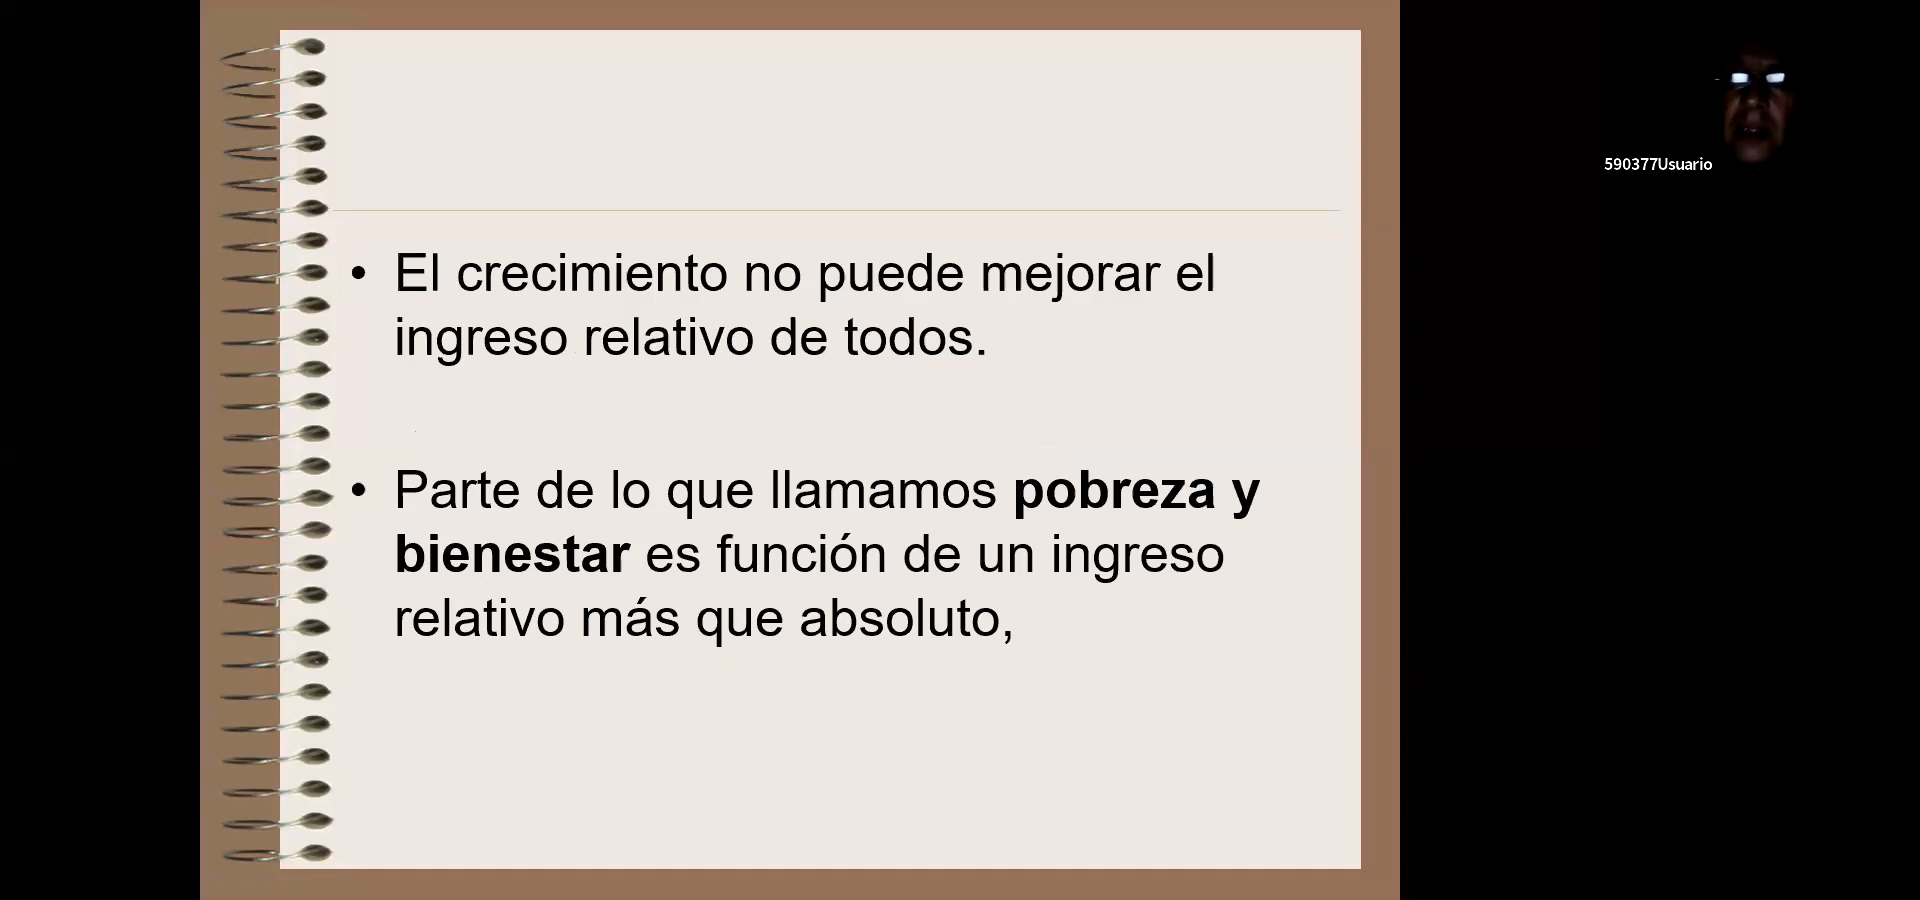 • El crecimiento no puede mejorar el
ingreso relativo de todos.
• Parte de lo que llamamos pobreza y
bienestar es función de un ingreso
relativo más que absoluto,
590377Usuario